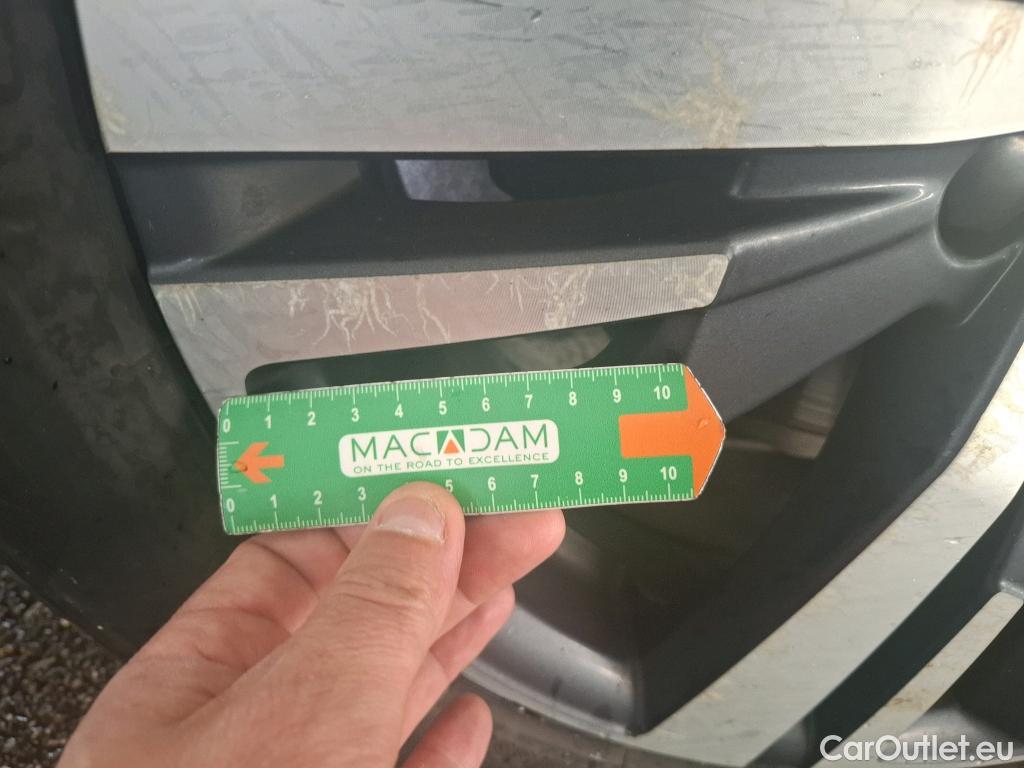 0 1 2 3 4 5 6 7 8 9 10
MACADAM
ON THE ROAD TO EXCELLENCE
0 1 2 3 5 6 7 8 9 10
CarOutlet.eu